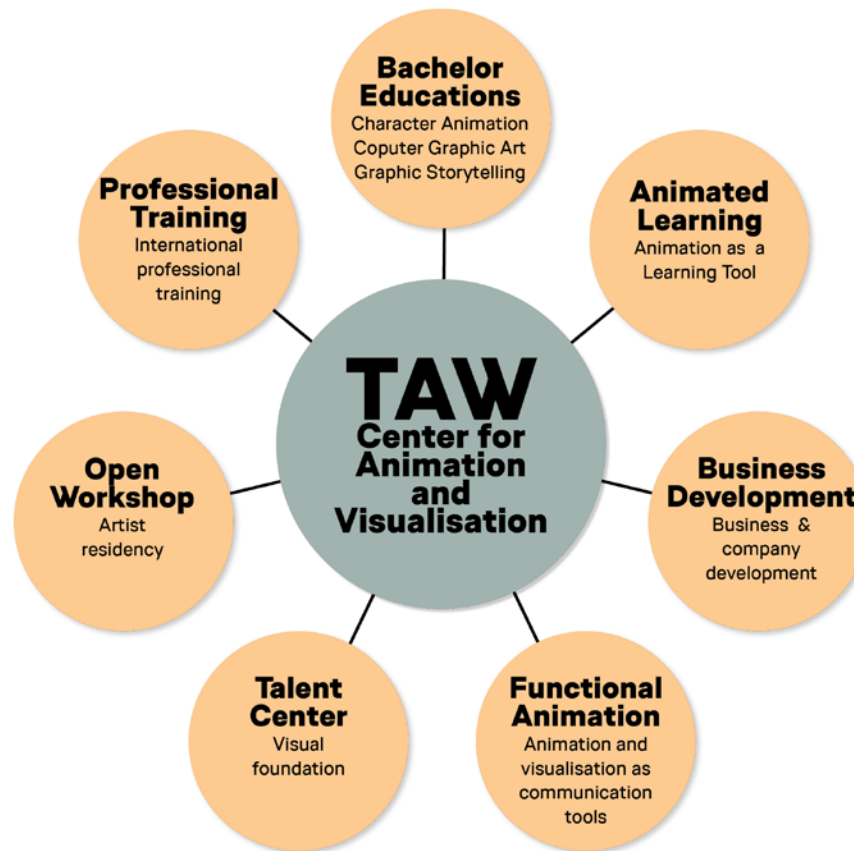 Bachelor
Educations
Character Animation
Coputer Graphic Art
Graphic Storytelling
Professional
Training
International
professional
training
Animated
Learning
Animation as a
Learning Tool
TAW
Center for
Animation
and
Visualisation
Open
Workshop
Artist
residency
Business
Development
Business & 
company
development
Talent
Center
Visual
foundation
Functional
Animation
Animation and
visualisation as
communication
tools